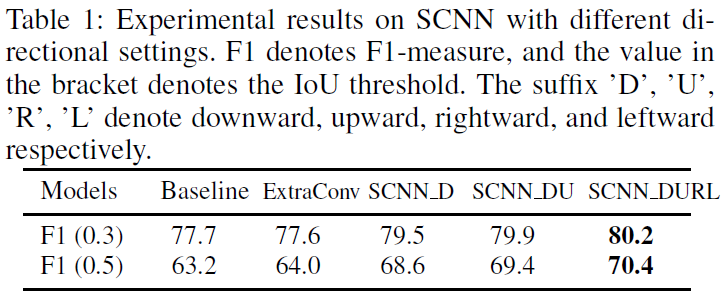 Table 1: Experimental results on SCNN with different di-
rectional settings. F1 denotes F1-measure, and the value in
the bracket denotes the IoU threshold. The suffix ’D’, ’U’,
’R’, ’L’ denote downward, upward, rightward, and leftward
respectively.
Models Baseline ExtraConv SCNN_D SCNN_DU SCNN_DURL
F1 (0.3) 77.7 77.6 79.5 79.9 80.2
F1 (0.5) 63.2 64.0 68.6 69.4 70.4